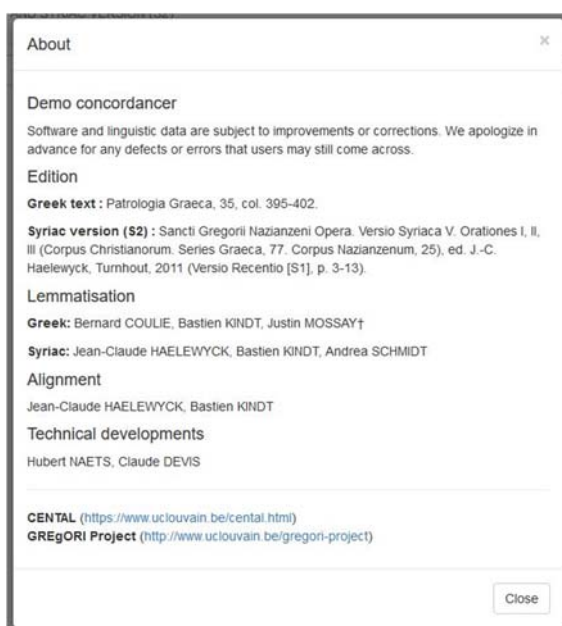 AND SYRIAC VERSION (S2)
About
×
Demo concordancer
Software and linguistic data are subject to improvements or corrections. We apologize in
advance for any defects or errors that users may still come across.
Edition
Greek text : Patrologia Graeca, 35, col. 395-402.
Syriac version (S2) : Sancti Gregorii Nazianzeni Opera. Versio Syriaca V. Orationes I, II,
III (Corpus Christianorum. Series Graeca, 77. Corpus Nazianzenum, 25), ed. J.-C.
Haelewyck, Turnhout, 2011 (Versio Recentio [S1], p. 3-13).
Lemmatisation
Greek: Bernard COULIE, Bastien KINDT, Justin MOSSAY†
Syriac: Jean-Claude HAELEWYCK, Bastien KINDT, Andrea SCHMIDT
Alignment
Jean-Claude HAELEWYCK, Bastien KINDT
Technical developments
Hubert NAETS, Claude DEVIS
CENTAL (https://www.uclouvain.be/cental.html)
GREgORI Project (http://www.uclouvain.be/gregori-project)
Close